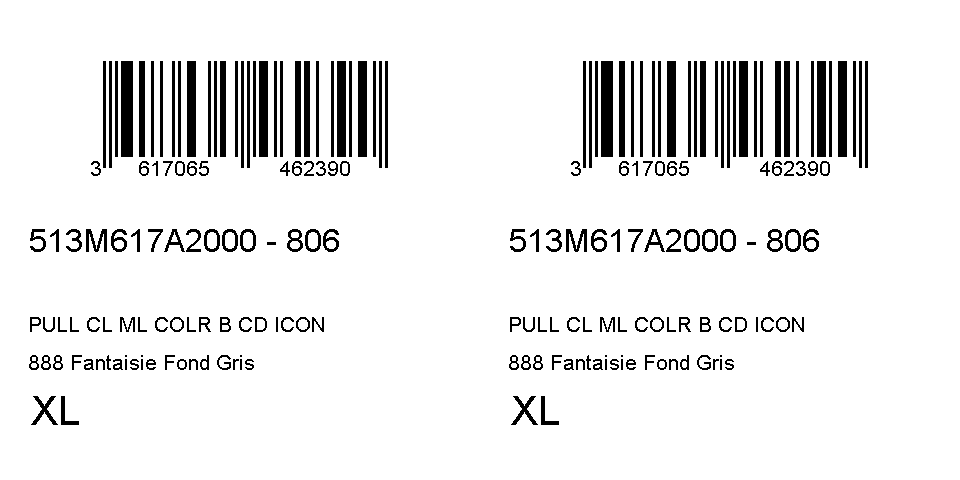 3 617065 462390
513M617A2000 - 806
PULL CL ML COLR B CD ICON
888 Fantaisie Fond Gris
XL
3 617065 462390
513M617A2000 - 806
PULL CL ML COLR B CD ICON
888 Fantaisie Fond Gris
XL